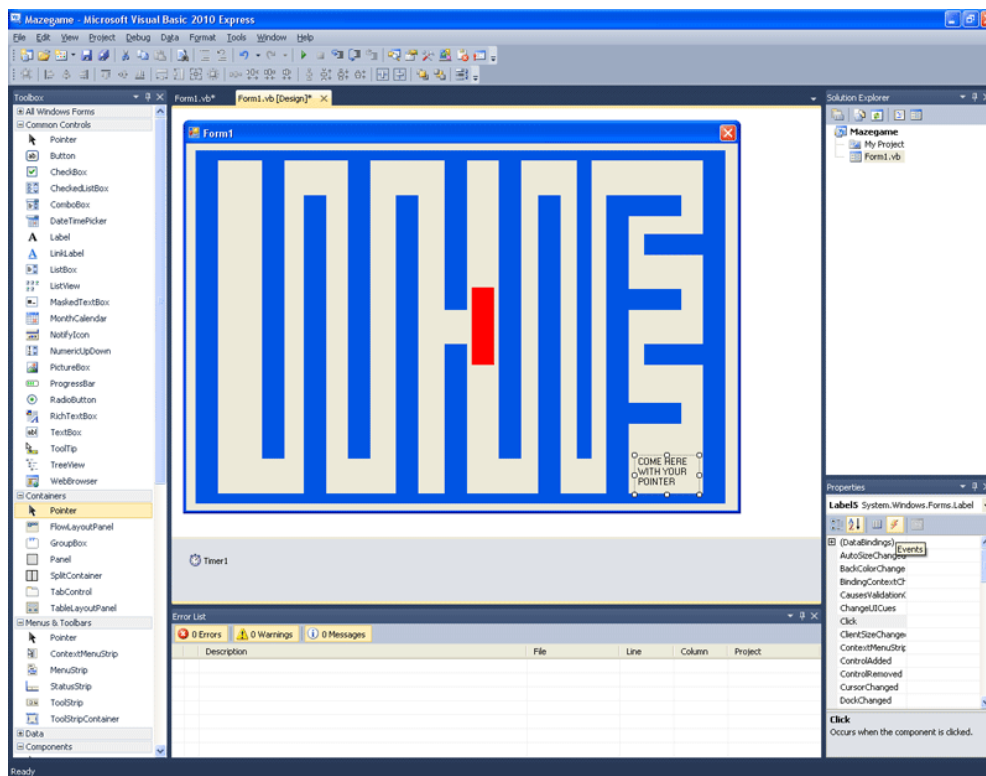 Mazegame - Microsoft Visual Basic 2010 Express
File Edit View Project Debug Data Format Tools Window Help
Toolbox
All Windows Forms
Common Controls
Pointer
Button
CheckBox
CheckedListBox
ComboBox
DateTimePicker
Label
LinkLabel
ListBox
ListView
MaskedTextBox
MonthCalendar
NotifyIcon
NumericUpDown
PictureBox
ProgressBar
RadioButton
RichTextBox
TextBox
ToolTip
TreeView
WebBrowser
Containers
Pointer
FlowLayoutPanel
GroupBox
Panel
SplitContainer
TabControl
TableLayoutPanel
Menus & Toolbars
Pointer
ContextMenuStrip
MenuStrip
StatusStrip
ToolStrip
ToolStripContainer
Data
Components
Form1.vb* Form1.vb [Design]*
Form1
COME HERE
WITH YOUR
POINTER
Timer1
Error List
0 Errors 0 Warnings 0 Messages
Description File Line Column Project
Solution Explorer
Mazegame
My Project
Form1.vb
Properties
Label5 System.Windows.Forms.Label
(DataBindings)
Events
AutoSizeChanged
BackColorChange
BindingContextCh
CausesValidationC
ChangeUICues
Click
ClientSizeChanged
ContextMenuStrip
ControlAdded
ControlRemoved
CursorChanged
DockChanged
Click
Occurs when the component is clicked.
Ready